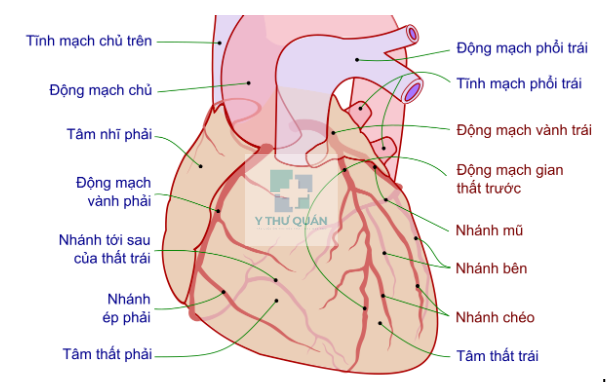 Tĩnh mạch chủ trên
Động mạch chủ
Tâm nhĩ phải
Động mạch
vành phải
Nhánh tới sau
của thất trái
Nhánh
ép phải
Tâm thất phải
Y THƯ QUÁN
Động mạch phổi trái
Tĩnh mạch phổi trái
Động mạch vành trái
Động mạch gian
thất trước
Nhánh mũ
Nhánh bên
Nhánh chéo
Tâm thất trái